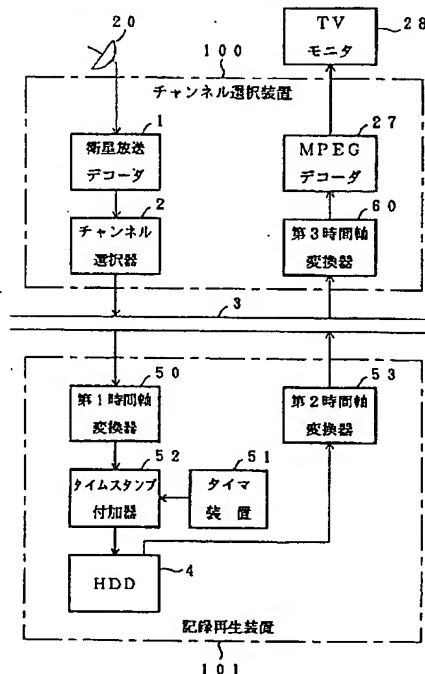 20
TV
モニタ
28
100
チャンネル選択装置
1
衛星放送
デコーダ
27
MPEG
デコーダ
2
チャンネル
選択器
60
第3時間軸
変換器
3
50
第1時間軸
変換器
53
第2時間軸
変換器
52
タイムスタンプ
付加器
51
タイマ
装置
4
HDD
記録再生装置
101